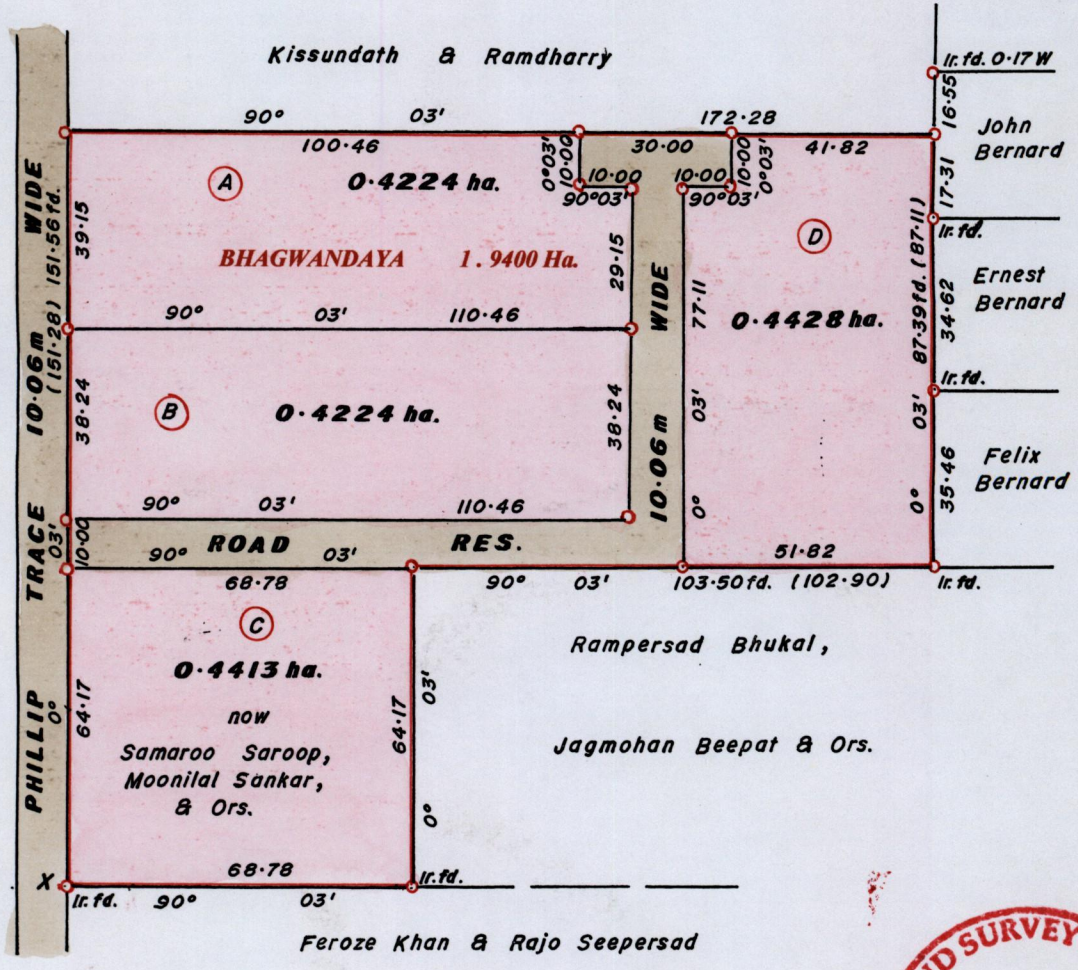 Kissundath & Ramdharry
Ir. fd. 0·17 W
16·55
John
Bernard
90° 03'
172·28
100·46
30·00
41·82
0°03'
10·00
10·00
90°03'
10·00
90°03'
10·00
0°03'
17·31
Ir. fd.
A
0·4224 ha.
39·15
BHAGWANDAYA 1.9400 Ha.
29·15
D
0·4428 ha.
77·11
0° 03'
87·39fd. (87·11)
0° 03'
Ernest
Bernard
34·62
Ir. fd.
90° 03' 110·46
B
0·4224 ha.
38·24
38·24
Felix
Bernard
35·46
90° 03' 110·46
ROAD RES.
10·06m WIDE
10·00
90° 03'
68·78
51·82
90° 03' 103·50fd. (102·90)
Ir. fd.
PHILLIP TRACE 10·06m WIDE
0° 03' (151·28) 151·56fd.
C
0·4413 ha.
now
Samaroo Saroop,
Moonilal Sankar,
& Ors.
64·17
64·17
0° 03'
Rampersad Bhukal,
Jagmohan Beepat & Ors.
68·78
X
Ir. fd.
90° 03'
Ir. fd.
Feroze Khan & Rajo Seepersad
ND SURVEY